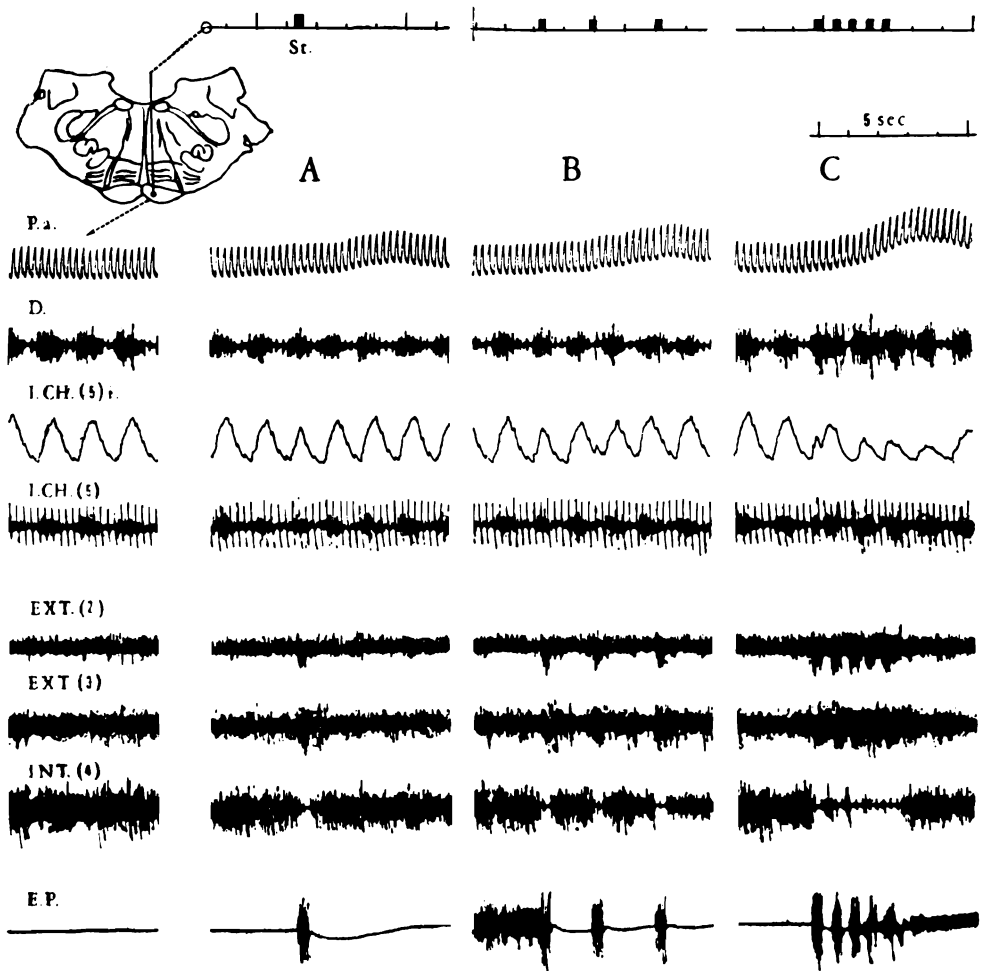 St.
5 sec
A B C
P.a.
D.
I.CH.(5)r.
I.CH.(5)
EXT.(2)
EXT(3)
INT.(4)
E.P.